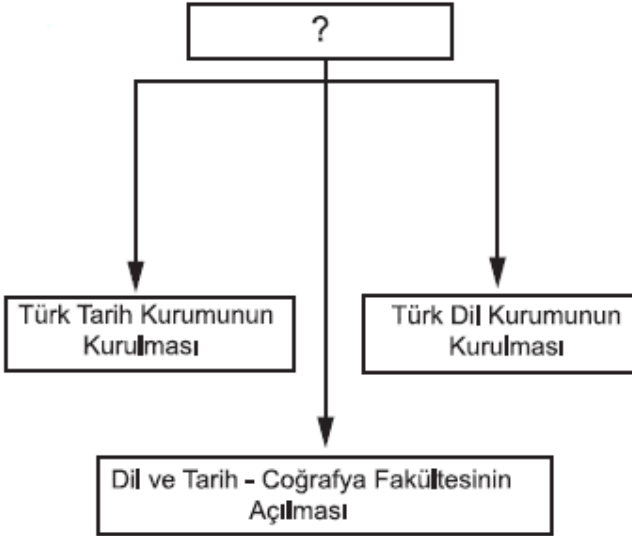 ?
Türk Tarih Kurumunun
Kurulması
Türk Dil Kurumunun
Kurulması
Dil ve Tarih - Coğrafya Fakültesinin
Açılması